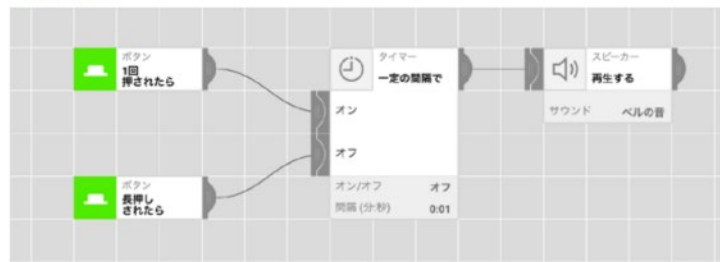 ボタン
1回
押されたら
タイマー
一定の間隔で
オン
オフ
オン/オフ オフ
間隔 (分:秒) 0:01
スピーカー
再生する
サウンド ベルの音
ボタン
長押し
されたら